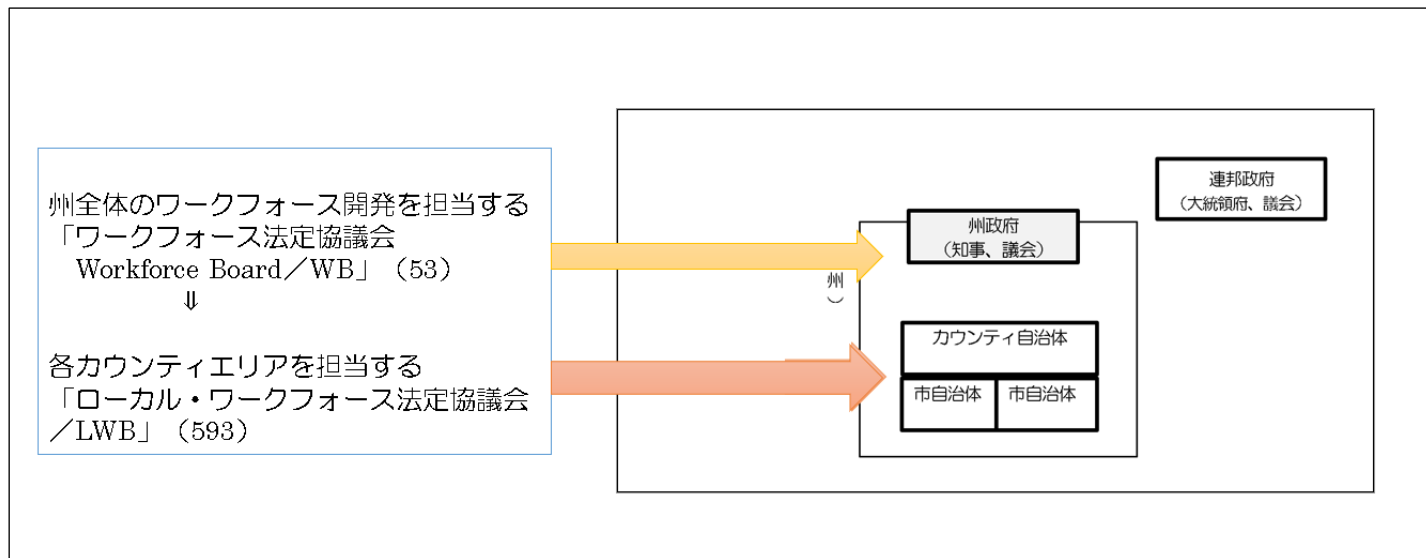 州全体のワークフォース開発を担当する
「ワークフォース法定協議会
Workforce Board／WB」（53）
⇓
各カウンティエリアを担当する
「ローカル・ワークフォース法定協議会
／LWB」（593）
連邦政府
（大統領府、議会）
州政府
（知事、議会）
州）
カウンティ自治体
市自治体 市自治体